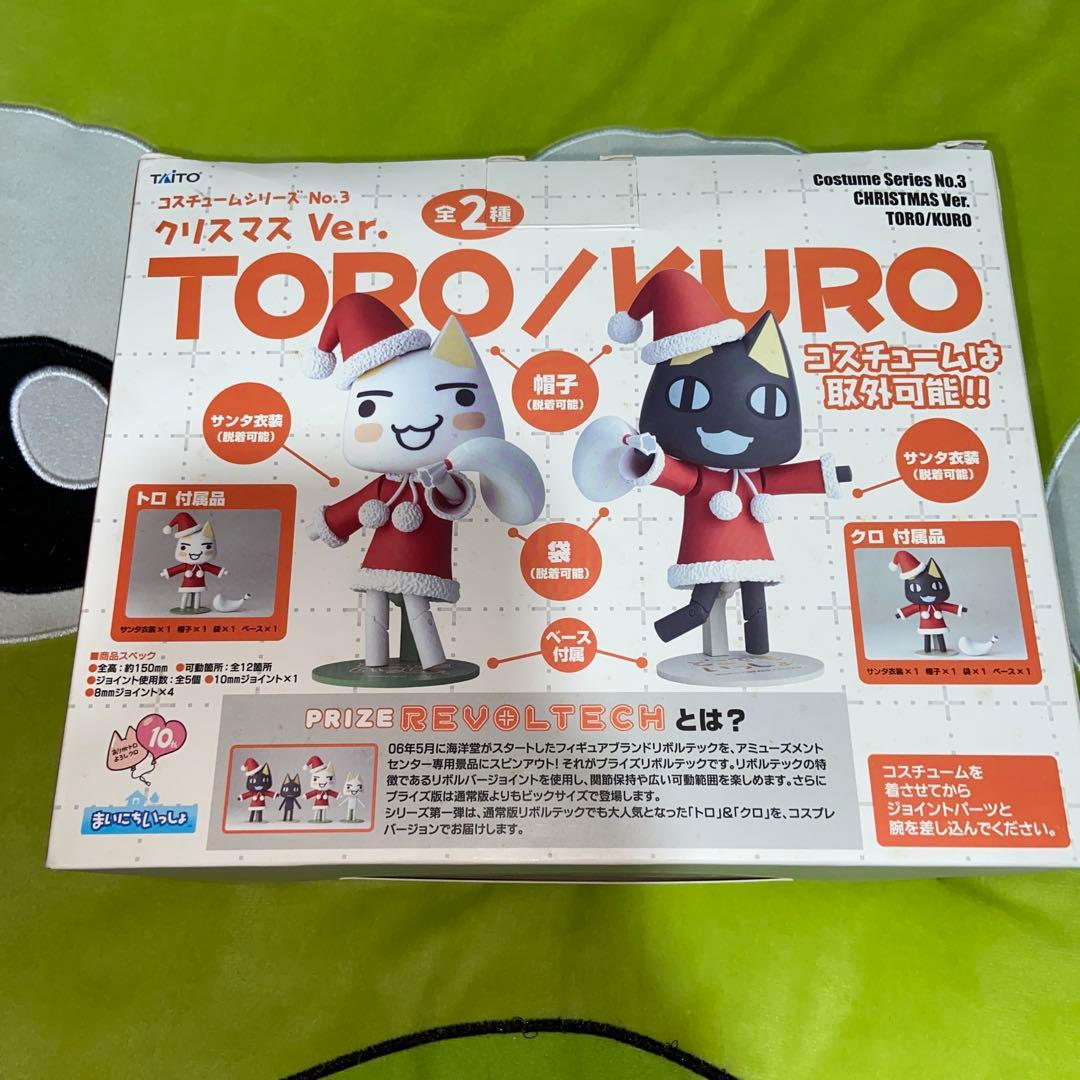 TAITO
コスチュームシリーズ No.3
クリスマス Ver.
全2種
Costume Series No.3
CHRISTMAS Ver.
TORO/KURO
TORO/KURO
コスチュームは
取外可能!!
帽子
(脱着可能)
サンタ衣装
(脱着可能)
サンタ衣装
(脱着可能)
袋
(脱着可能)
ベース
付属
トロ 付属品
サンタ衣装×1 帽子×1 袋×1 ベース×1
クロ 付属品
サンタ衣装×1 帽子×1 袋×1 ベース×1
■商品スペック
●全高：約150mm ●可動箇所：全12箇所
●ジョイント使用数：全5個 ●10mmジョイント×1
●8mmジョイント×4
10th
ありがトロ
よろしクロ
まいにちいっしょ
PRIZE REVOLTECH とは？
06年5月に海洋堂がスタートしたフィギュアブランドリボルテックを、アミューズメント
センター専用景品にスピンアウト! それがプライズリボルテックです。リボルテックの特
徴であるリボルバージョイントを使用し、関節保持や広い可動範囲を楽しめます。さらに
プライズ版は通常版よりもビックサイズで登場します。
シリーズ第一弾は、通常版リボルテックでも大人気となった「トロ」&「クロ」を、コスプレ
バージョンでお届けします。
コスチュームを
着させてから
ジョイントパーツと
腕を差し込んでください。